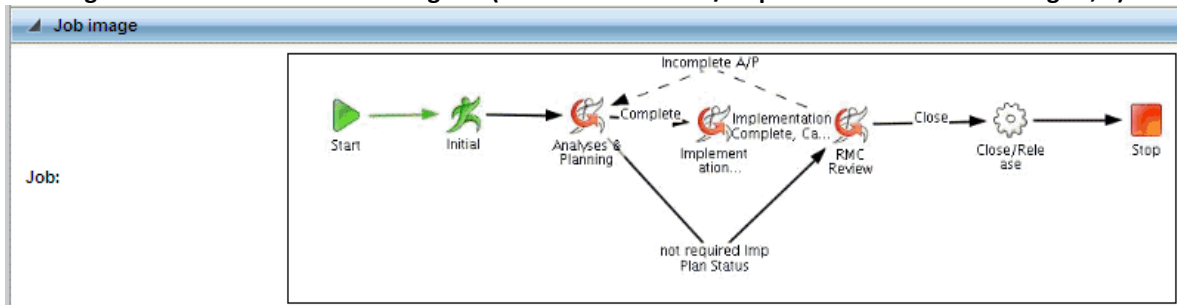 Job image
Job:
Incomplete A/P
Start
Initial
Analyses &
Planning
Complete
Implement
ation...
Implementation
Complete, Ca...
RMC
Review
Close
Close/Rele
ase
Stop
not required Imp
Plan Status